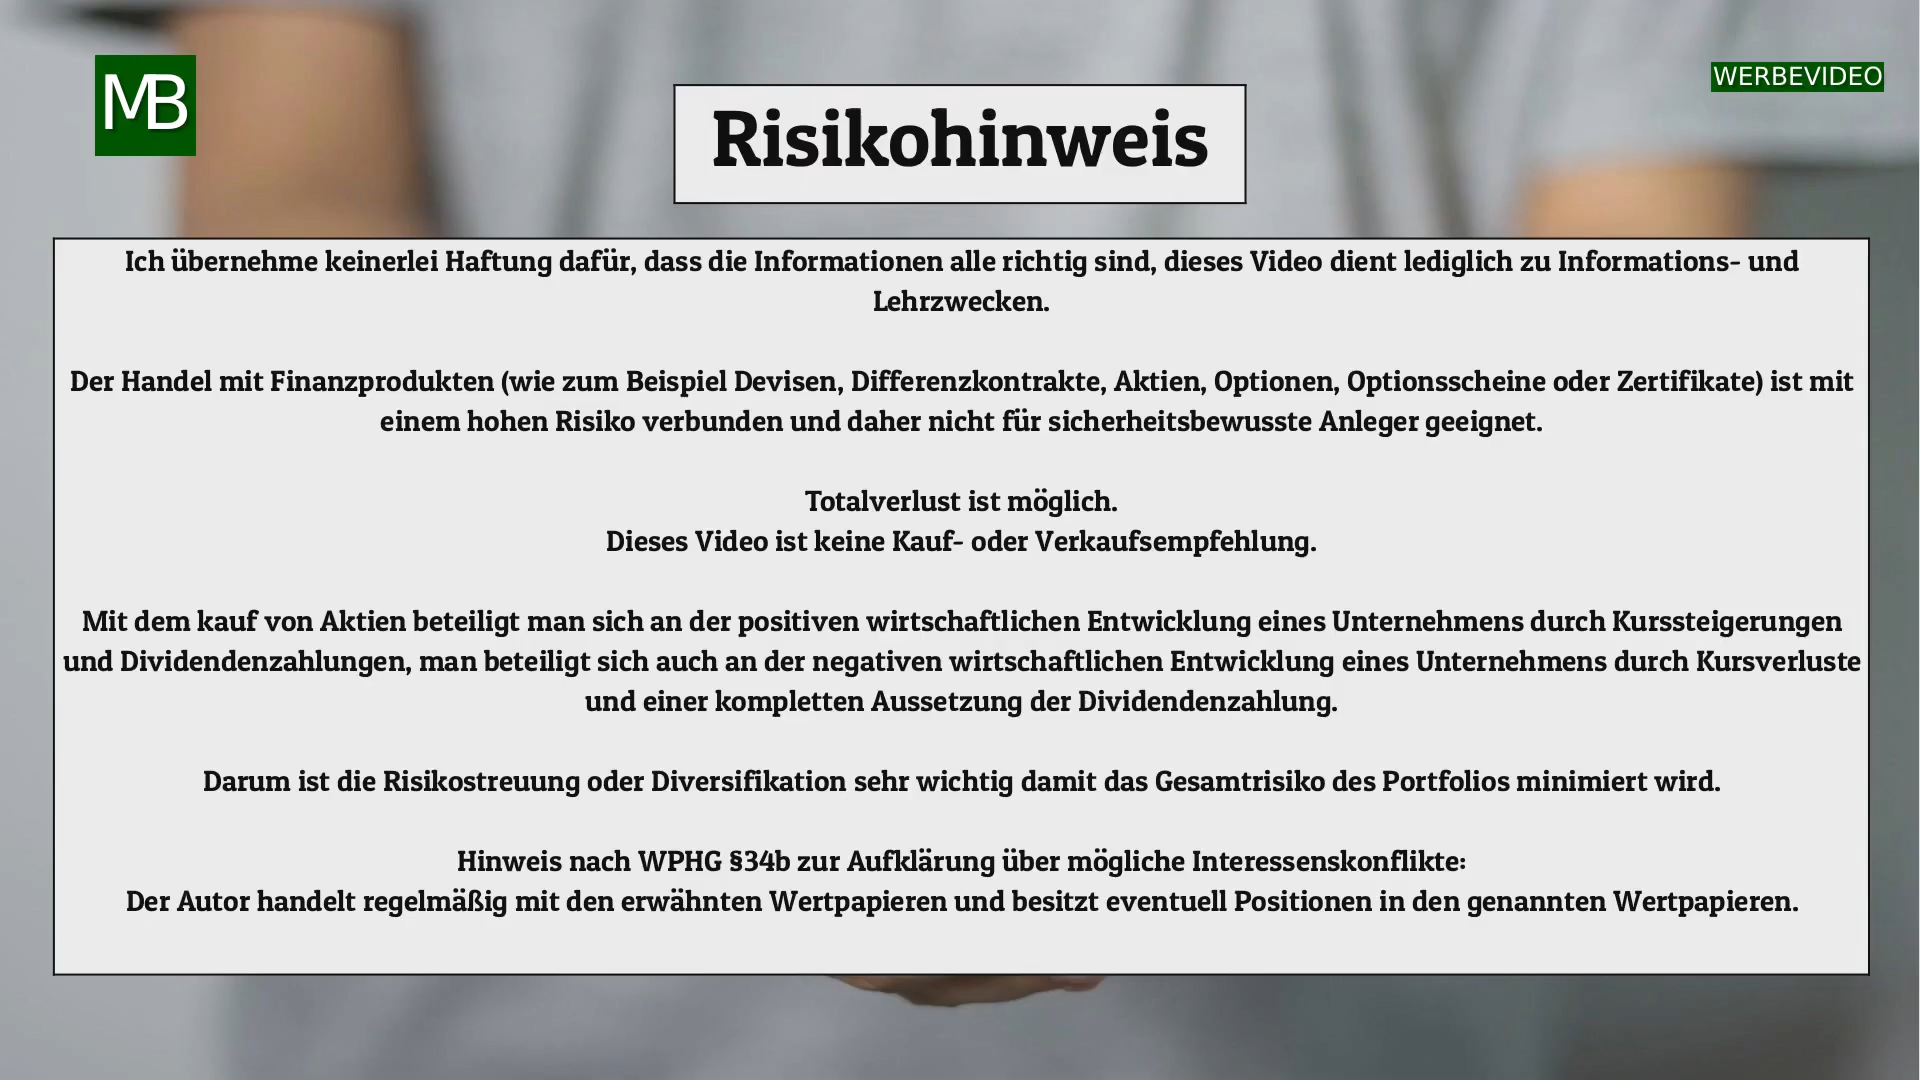 MB
WERBEVIDEO
Risikohinweis
Ich übernehme keinerlei Haftung dafür, dass die Informationen alle richtig sind, dieses Video dient lediglich zu Informations- und
Lehrzwecken.
Der Handel mit Finanzprodukten (wie zum Beispiel Devisen, Differenzkontrakte, Aktien, Optionen, Optionsscheine oder Zertifikate) ist mit
einem hohen Risiko verbunden und daher nicht für sicherheitsbewusste Anleger geeignet.
Totalverlust ist möglich.
Dieses Video ist keine Kauf- oder Verkaufsempfehlung.
Mit dem kauf von Aktien beteiligt man sich an der positiven wirtschaftlichen Entwicklung eines Unternehmens durch Kurssteigerungen
und Dividendenzahlungen, man beteiligt sich auch an der negativen wirtschaftlichen Entwicklung eines Unternehmens durch Kursverluste
und einer kompletten Aussetzung der Dividendenzahlung.
Darum ist die Risikostreuung oder Diversifikation sehr wichtig damit das Gesamtrisiko des Portfolios minimiert wird.
Hinweis nach WPHG §34b zur Aufklärung über mögliche Interessenskonflikte:
Der Autor handelt regelmäßig mit den erwähnten Wertpapieren und besitzt eventuell Positionen in den genannten Wertpapieren.